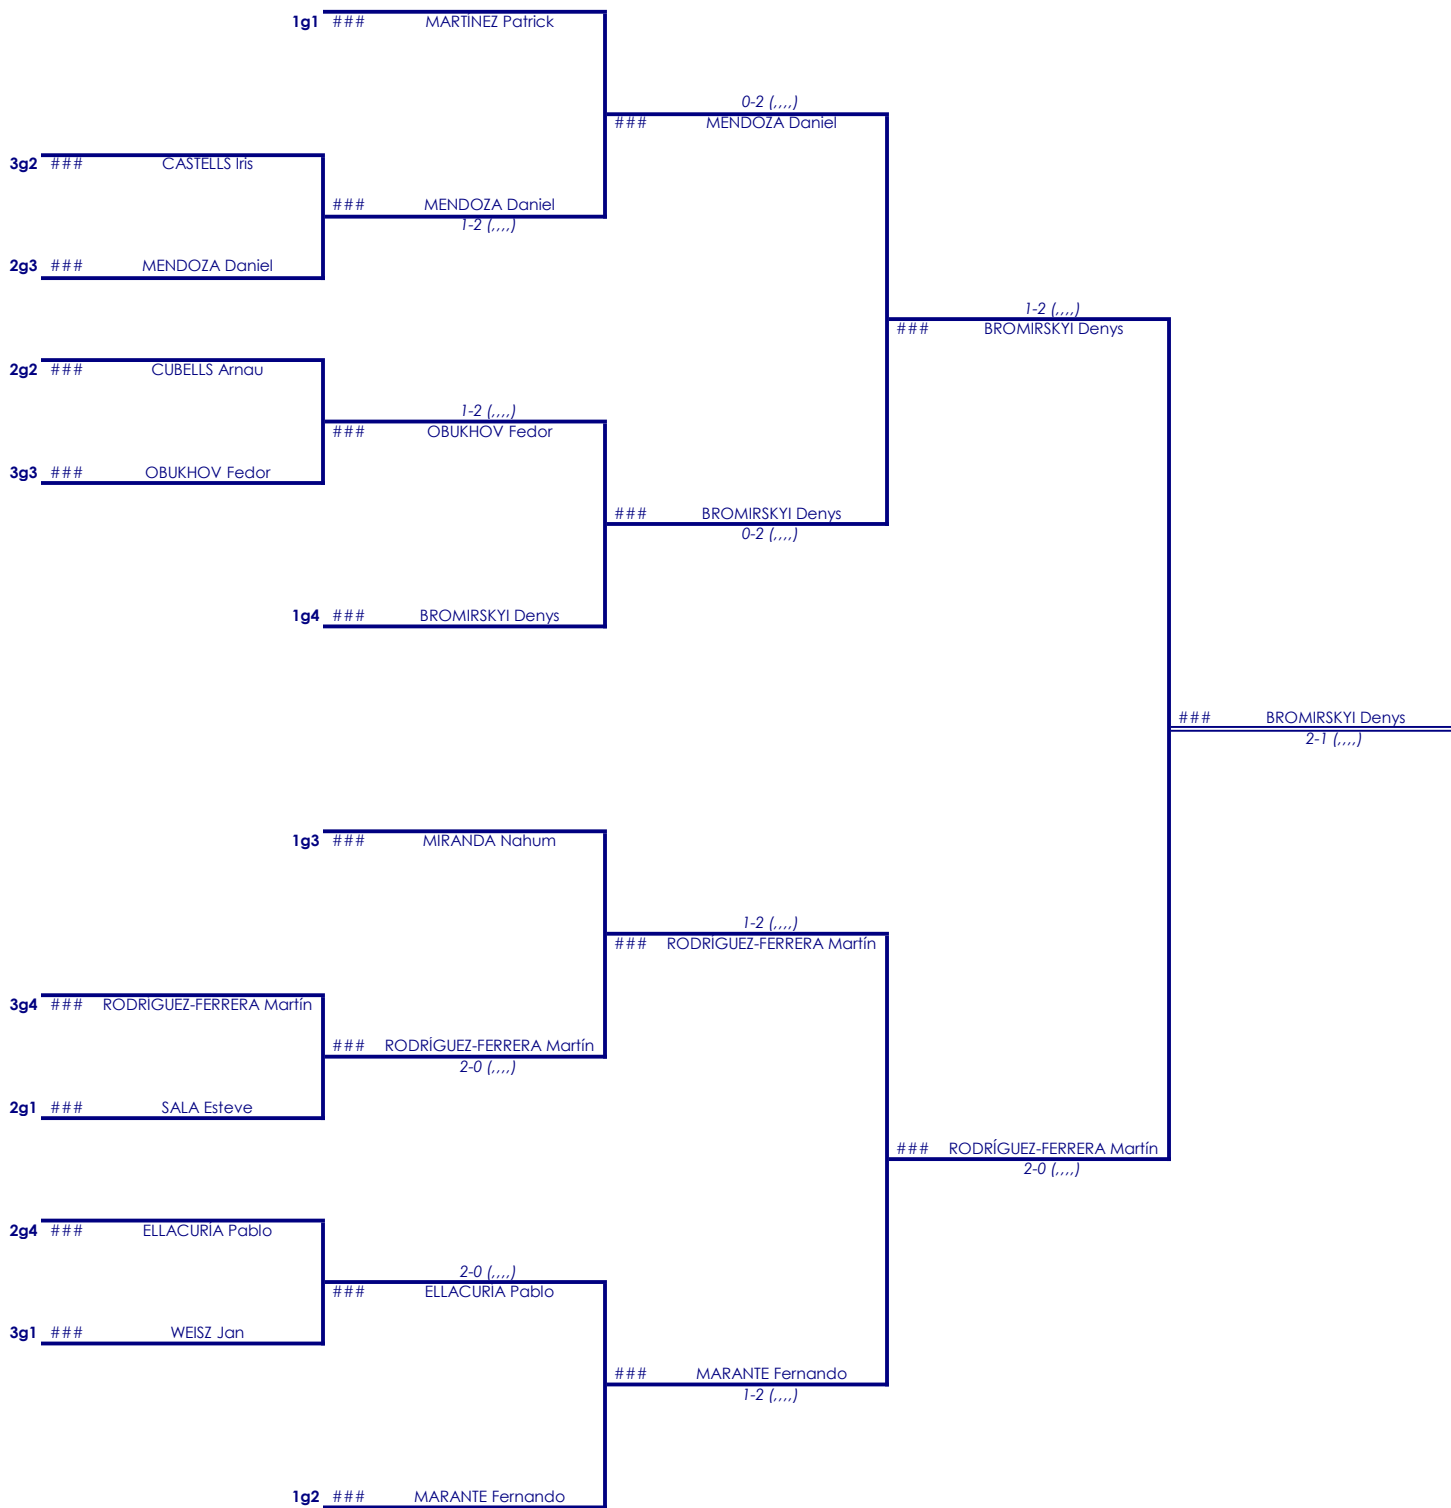 1g1 ### MARTÍNEZ Patrick
0-2 (,,,,)
### MENDOZA Daniel
3g2 ### CASTELLS Iris
### MENDOZA Daniel
1-2 (,,,,)
2g3 ### MENDOZA Daniel
1-2 (,,,,)
### BROMIRSKYI Denys
2g2 ### CUBELLS Arnau
1-2 (,,,,)
### OBUKHOV Fedor
3g3 ### OBUKHOV Fedor
### BROMIRSKYI Denys
0-2 (,,,,)
1g4 ### BROMIRSKYI Denys
### BROMIRSKYI Denys
2-1 (,,,,)
1g3 ### MIRANDA Nahum
1-2 (,,,,)
### RODRÍGUEZ-FERRERA Martín
3g4 ### RODRÍGUEZ-FERRERA Martín
### RODRÍGUEZ-FERRERA Martín
2-0 (,,,,)
2g1 ### SALA Esteve
### RODRÍGUEZ-FERRERA Martín
2-0 (,,,,)
2g4 ### ELLACURÍA Pablo
2-0 (,,,,)
### ELLACURÍA Pablo
3g1 ### WEISZ Jan
### MARANTE Fernando
1-2 (,,,,)
1g2 ### MARANTE Fernando